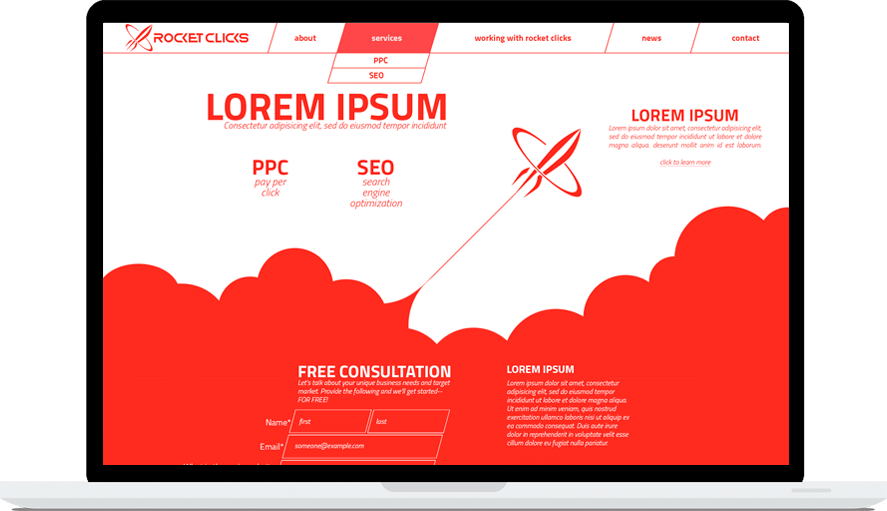 ROCKET CLICKS
about
services
working with rocket clicks
news
contact
PPC
SEO
LOREM IPSUM
Consectetur adipisicing elit, sed do eiusmod tempor incididunt
PPC
pay per
click
SEO
search
engine
optimization
LOREM IPSUM
Lorem ipsum dolor sit amet, consectetur adipisicing
elit, sed do eiusmod tempor incididunt ut labore et dolore
magna aliqua. deserunt mollit anim id est laborum.
click to learn more
FREE CONSULTATION
Let's talk about your unique business needs and target
market. Provide the following and we'll get started--
FOR FREE!
Name*
first
last
Email*
someone@example.com
LOREM IPSUM
Lorem ipsum dolor sit amet, consectetur
adipisicing elit, sed do eiusmod tempor
incididunt ut labore et dolore magna aliqua.
Ut enim ad minim veniam, quis nostrud
exercitation ullamco laboris nisi ut aliquip ex
ea commodo consequat. Duis aute irure
dolor in reprehenderit in voluptate velit esse
cillum dolore eu fugiat nulla pariatur.